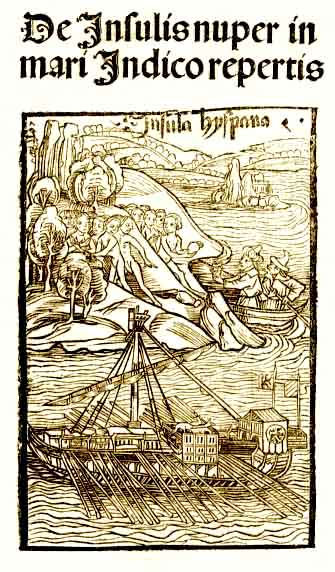 De Insulis nuper in
mari Indico repertis
Insula hyspana